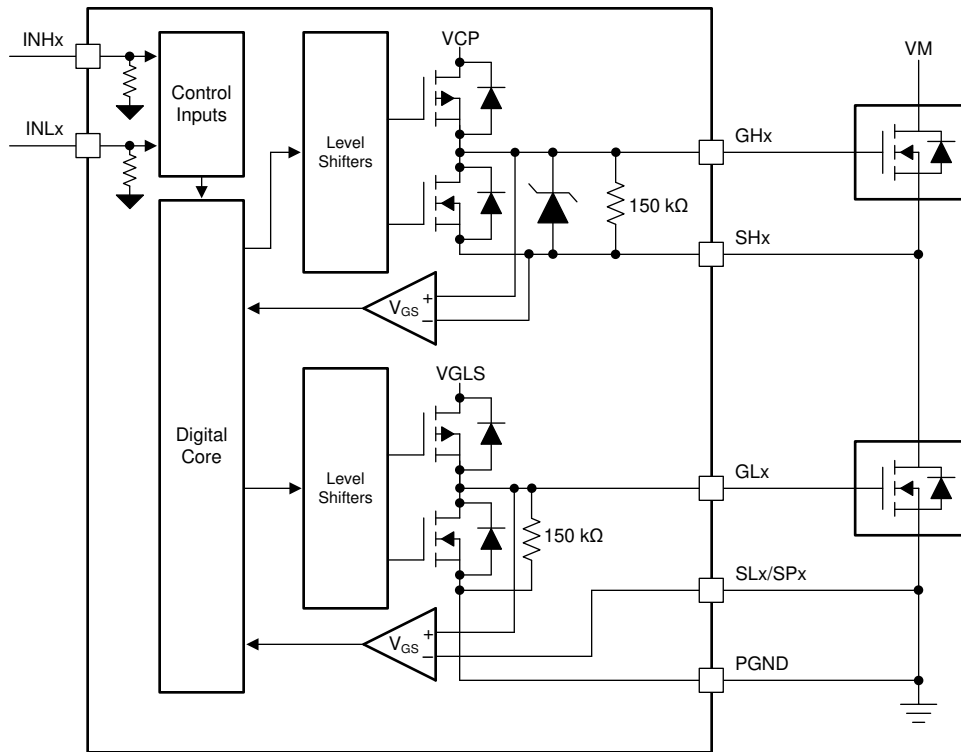 INHx
INLx
Control
Inputs
Level
Shifters
VCP
VM
GHx
150 kΩ
SHx
VGS
+
−
Digital
Core
Level
Shifters
VGLS
GLx
150 kΩ
SLx/SPx
VGS
+
−
PGND